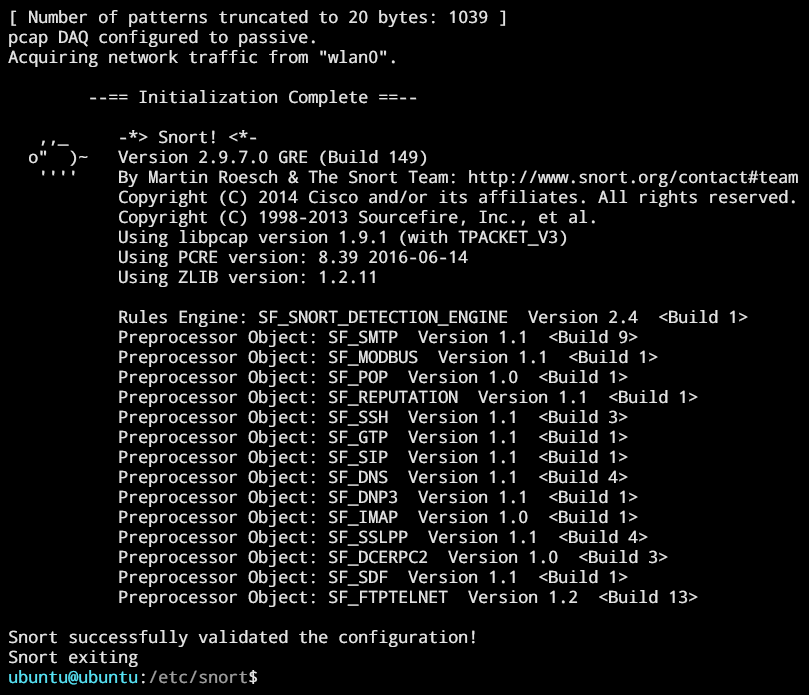 [ Number of patterns truncated to 20 bytes: 1039 ]
pcap DAQ configured to passive.
Acquiring network traffic from "wlan0".

        --== Initialization Complete ==--

   ,,_     -*> Snort! <*-
  o"  )~   Version 2.9.7.0 GRE (Build 149)
   ''''    By Martin Roesch & The Snort Team: http://www.snort.org/contact#team
           Copyright (C) 2014 Cisco and/or its affiliates. All rights reserved.
           Copyright (C) 1998-2013 Sourcefire, Inc., et al.
           Using libpcap version 1.9.1 (with TPACKET_V3)
           Using PCRE version: 8.39 2016-06-14
           Using ZLIB version: 1.2.11

           Rules Engine: SF_SNORT_DETECTION_ENGINE  Version 2.4  <Build 1>
           Preprocessor Object: SF_SMTP  Version 1.1  <Build 9>
           Preprocessor Object: SF_MODBUS  Version 1.1  <Build 1>
           Preprocessor Object: SF_POP  Version 1.0  <Build 1>
           Preprocessor Object: SF_REPUTATION  Version 1.1  <Build 1>
           Preprocessor Object: SF_SSH  Version 1.1  <Build 3>
           Preprocessor Object: SF_GTP  Version 1.1  <Build 1>
           Preprocessor Object: SF_SIP  Version 1.1  <Build 1>
           Preprocessor Object: SF_DNS  Version 1.1  <Build 4>
           Preprocessor Object: SF_DNP3  Version 1.1  <Build 1>
           Preprocessor Object: SF_IMAP  Version 1.0  <Build 1>
           Preprocessor Object: SF_SSLPP  Version 1.1  <Build 4>
           Preprocessor Object: SF_DCERPC2  Version 1.0  <Build 3>
           Preprocessor Object: SF_SDF  Version 1.1  <Build 1>
           Preprocessor Object: SF_FTPTELNET  Version 1.2  <Build 13>

Snort successfully validated the configuration!
Snort exiting
ubuntu@ubuntu:/etc/snort$